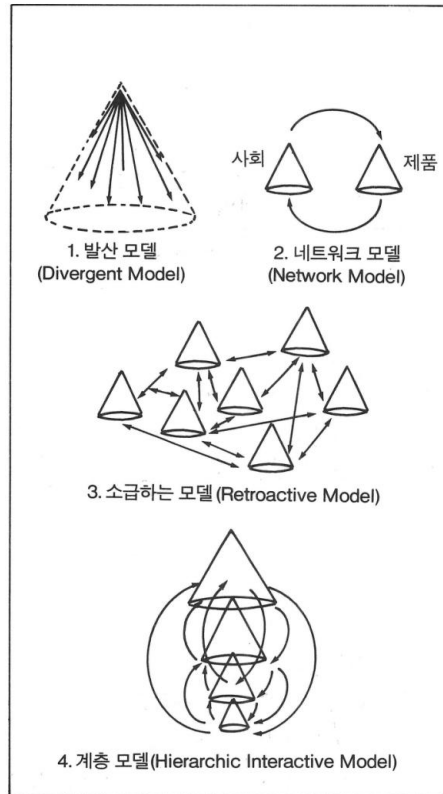 사회
제품
1. 발산 모델
(Divergent Model)
2. 네트워크 모델
(Network Model)
3. 소급하는 모델(Retroactive Model)
4. 계층 모델(Hierarchic Interactive Model)